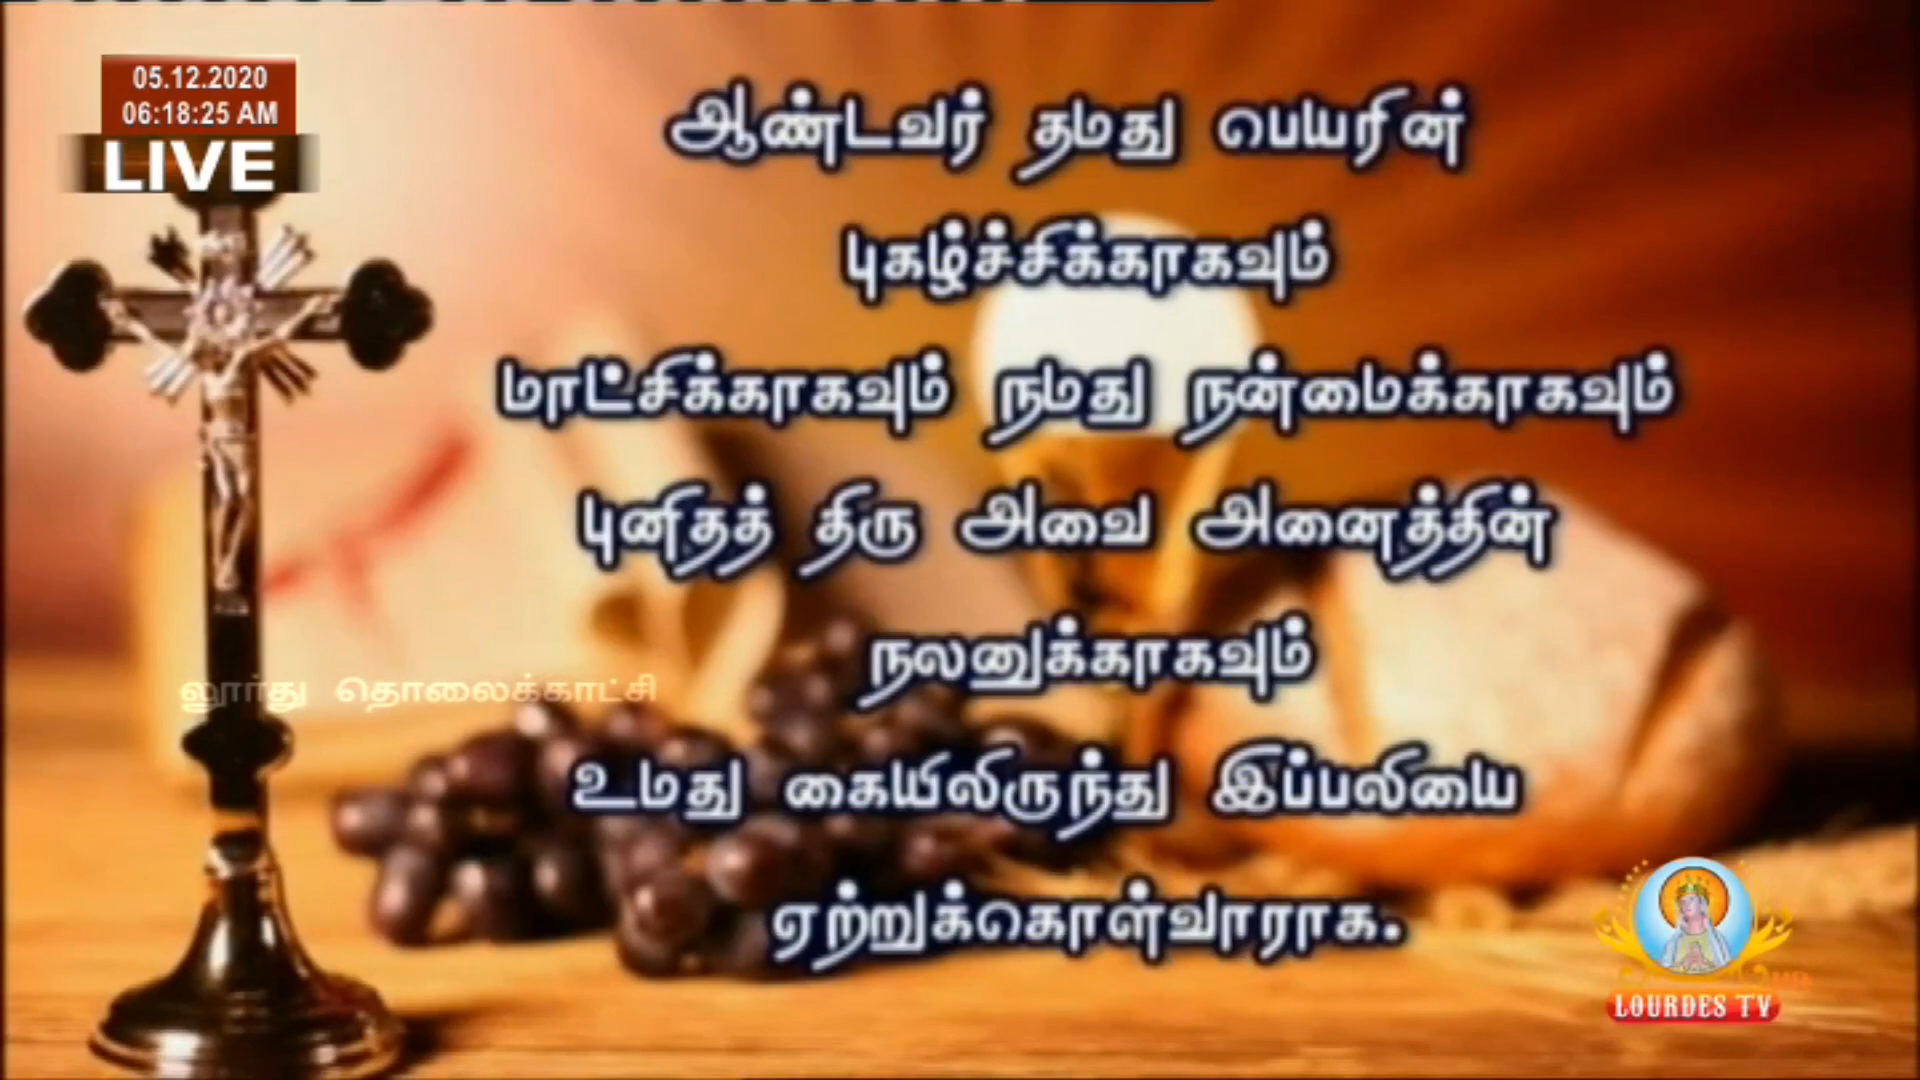 05.12.2020
06:18:25 AM
LIVE
ஆண்டவர் தமது பெயரின்
புகழ்ச்சிக்காகவும்
மாட்சிக்காகவும் நமது நன்மைக்காகவும்
புனிதத் திரு அவை அனைத்தின்
நலனுக்காகவும்
லூர்து தொலைக்காட்சி
உமது கையிலிருந்து இப்பலியை
ஏற்றுக்கொள்வாராக.
LOURDES TV